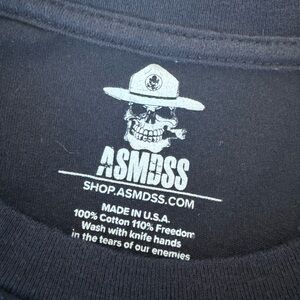 ASMDSS
SHOP.ASMDSS.COM
MADE IN U.S.A.
100% Cotton 110% Freedom
Wash with knife hands
in the tears of our enemies